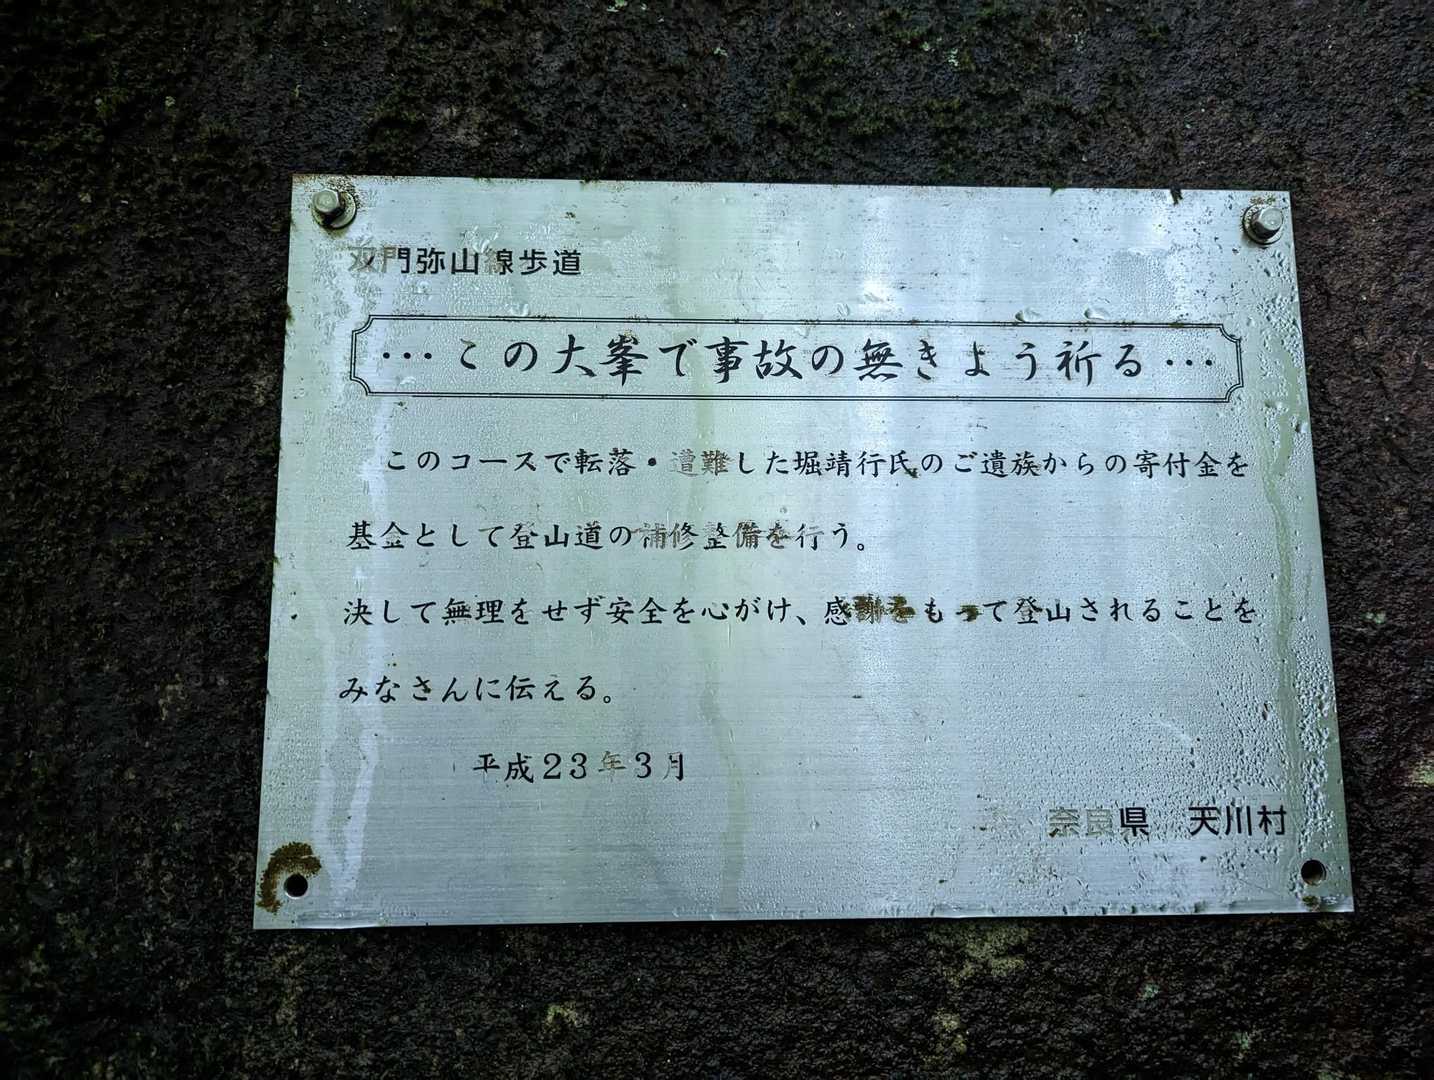 双門弥山線歩道
・・・この大峯で事故の無きよう祈る・・・
このコースで転落・遭難した堀靖行氏のご遺族からの寄付金を
基金として登山道の補修整備を行う。
決して無理をせず安全を心がけ、感謝をもって登山されることを
みなさんに伝える。
平成23年3月
奈良県 天川村